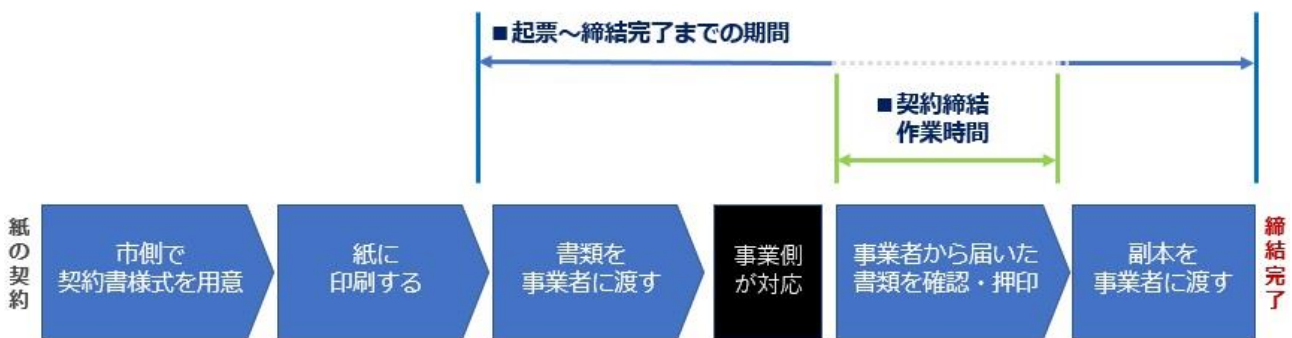 ■起票～締結完了までの期間
■契約締結
作業時間
紙の契約
市側で
契約書様式を用意
紙に
印刷する
書類を
事業者に渡す
事業側
が対応
事業者から届いた
書類を確認・押印
副本を
事業者に渡す
締結完了